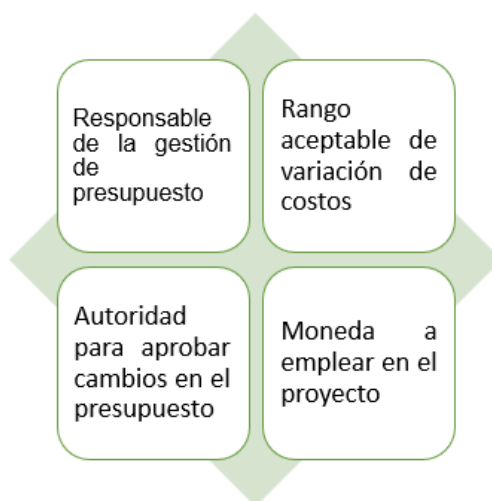 Responsable
de la gestión
de
presupuesto
Rango
aceptable de
variación de
costos
Autoridad
para aprobar
cambios en el
presupuesto
Moneda a
emplear en el
proyecto